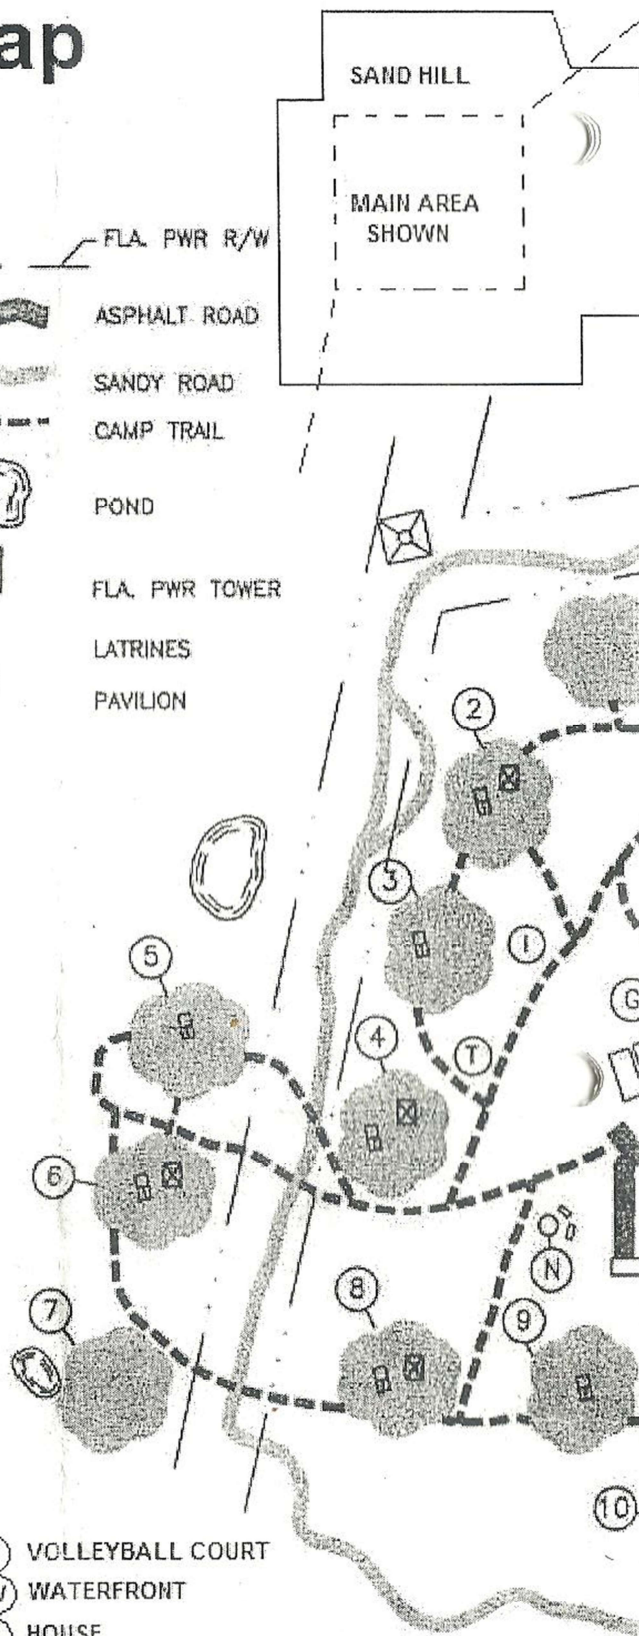 ap
SAND HILL
MAIN AREA
SHOWN
FLA. PWR R/W
ASPHALT ROAD
SANDY ROAD
CAMP TRAIL
POND
FLA. PWR TOWER
LATRINES
PAVILION
2
3
I
5
G
4
T
6
N
7
8
9
10
VOLLEYBALL COURT
WATERFRONT
HOUSE